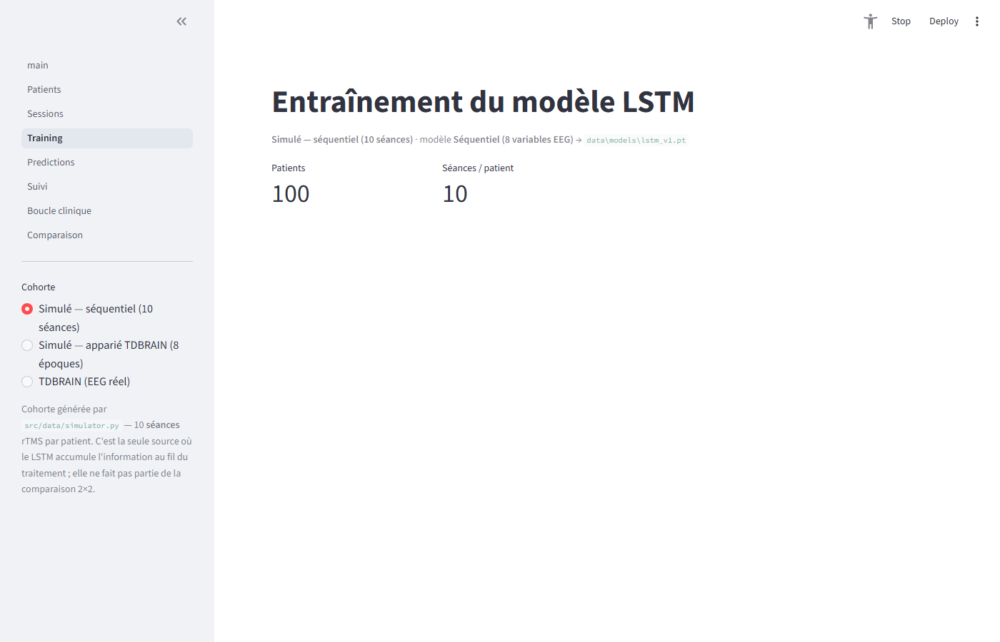 Stop
Deploy
main
Patients
Sessions
Training
Predictions
Suivi
Boucle clinique
Comparaison
Cohorte
Simulé — séquentiel (10
séances)
Simulé — apparié TDBRAIN (8
époques)
TDBRAIN (EEG réel)
Cohorte générée par
src/data/simulator.py — 10 séances
rTMS par patient. C'est la seule source où
le LSTM accumule l'information au fil du
traitement ; elle ne fait pas partie de la
comparaison 2×2.
Entraînement du modèle LSTM
Simulé — séquentiel (10 séances) · modèle Séquentiel (8 variables EEG) → data\models\lstm_v1.pt
Patients
100
Séances / patient
10